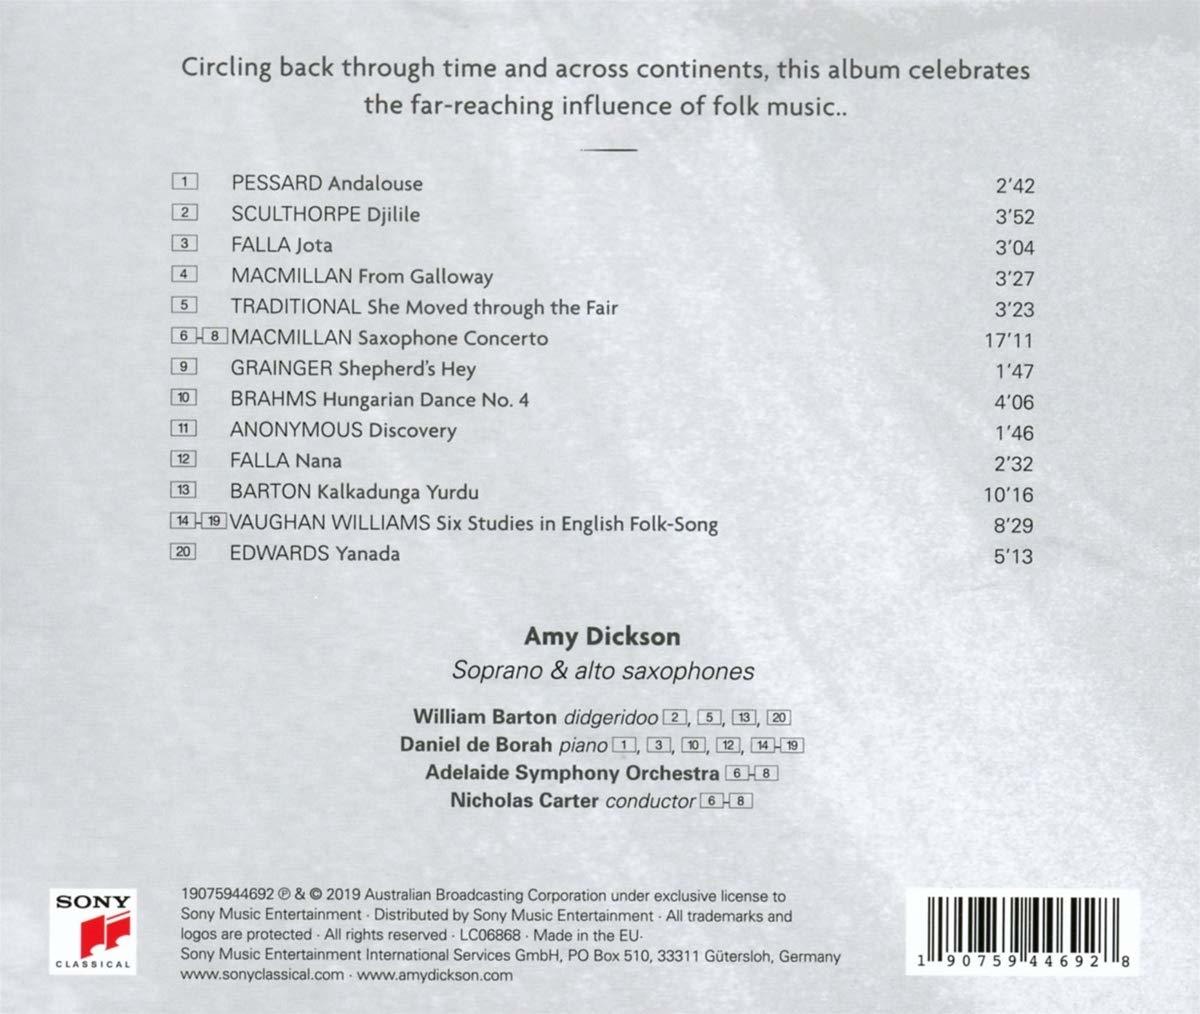 Circling back through time and across continents, this album celebrates
the far-reaching influence of folk music..
1 PESSARD Andalouse 2'42
2 SCULTHORPE Djilile 3'52
3 FALLA Jota 3'04
4 MACMILLAN From Galloway 3'27
5 TRADITIONAL She Moved through the Fair 3'23
6-8 MACMILLAN Saxophone Concerto 17'11
9 GRAINGER Shepherd's Hey 1'47
10 BRAHMS Hungarian Dance No. 4 4'06
11 ANONYMOUS Discovery 1'46
12 FALLA Nana 2'32
13 BARTON Kalkadunga Yurdu 10'16
14-19 VAUGHAN WILLIAMS Six Studies in English Folk-Song 8'29
20 EDWARDS Yanada 5'13
Amy Dickson
Soprano & alto saxophones
William Barton didgeridoo 2, 5, 13, 20
Daniel de Borah piano 1, 3, 10, 12, 14-19
Adelaide Symphony Orchestra 6-8
Nicholas Carter conductor 6-8
SONY
CLASSICAL
19075944692 ℗ & © 2019 Australian Broadcasting Corporation under exclusive license to
Sony Music Entertainment · Distributed by Sony Music Entertainment · All trademarks and
logos are protected · All rights reserved · LC06868 · Made in the EU·
Sony Music Entertainment International Services GmbH, PO Box 510, 33311 Gütersloh, Germany
www.sonyclassical.com · www.amydickson.com
1 90759 44692 8